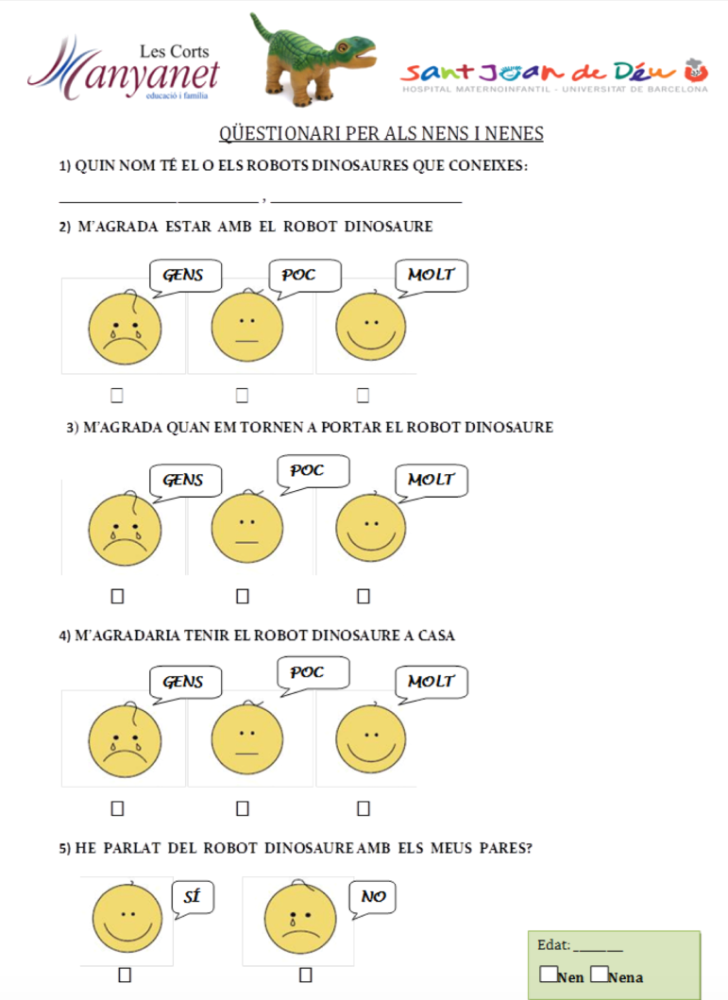 Les Corts
Manyanet
educació i família
Sant Joan de Déu
HOSPITAL MATERNOINFANTIL - UNIVERSITAT DE BARCELONA
QÜESTIONARI PER ALS NENS I NENES
1) QUIN NOM TÉ EL O ELS ROBOTS DINOSAURES QUE CONEIXES:
____________________ , ____________________
2) M'AGRADA ESTAR AMB EL ROBOT DINOSAURE
GENS POC MOLT
3) M'AGRADA QUAN EM TORNEN A PORTAR EL ROBOT DINOSAURE
GENS POC MOLT
4) M'AGRADARIA TENIR EL ROBOT DINOSAURE A CASA
GENS POC MOLT
5) HE PARLAT DEL ROBOT DINOSAURE AMB ELS MEUS PARES?
SÍ NO
Edat: _______
Nen Nena